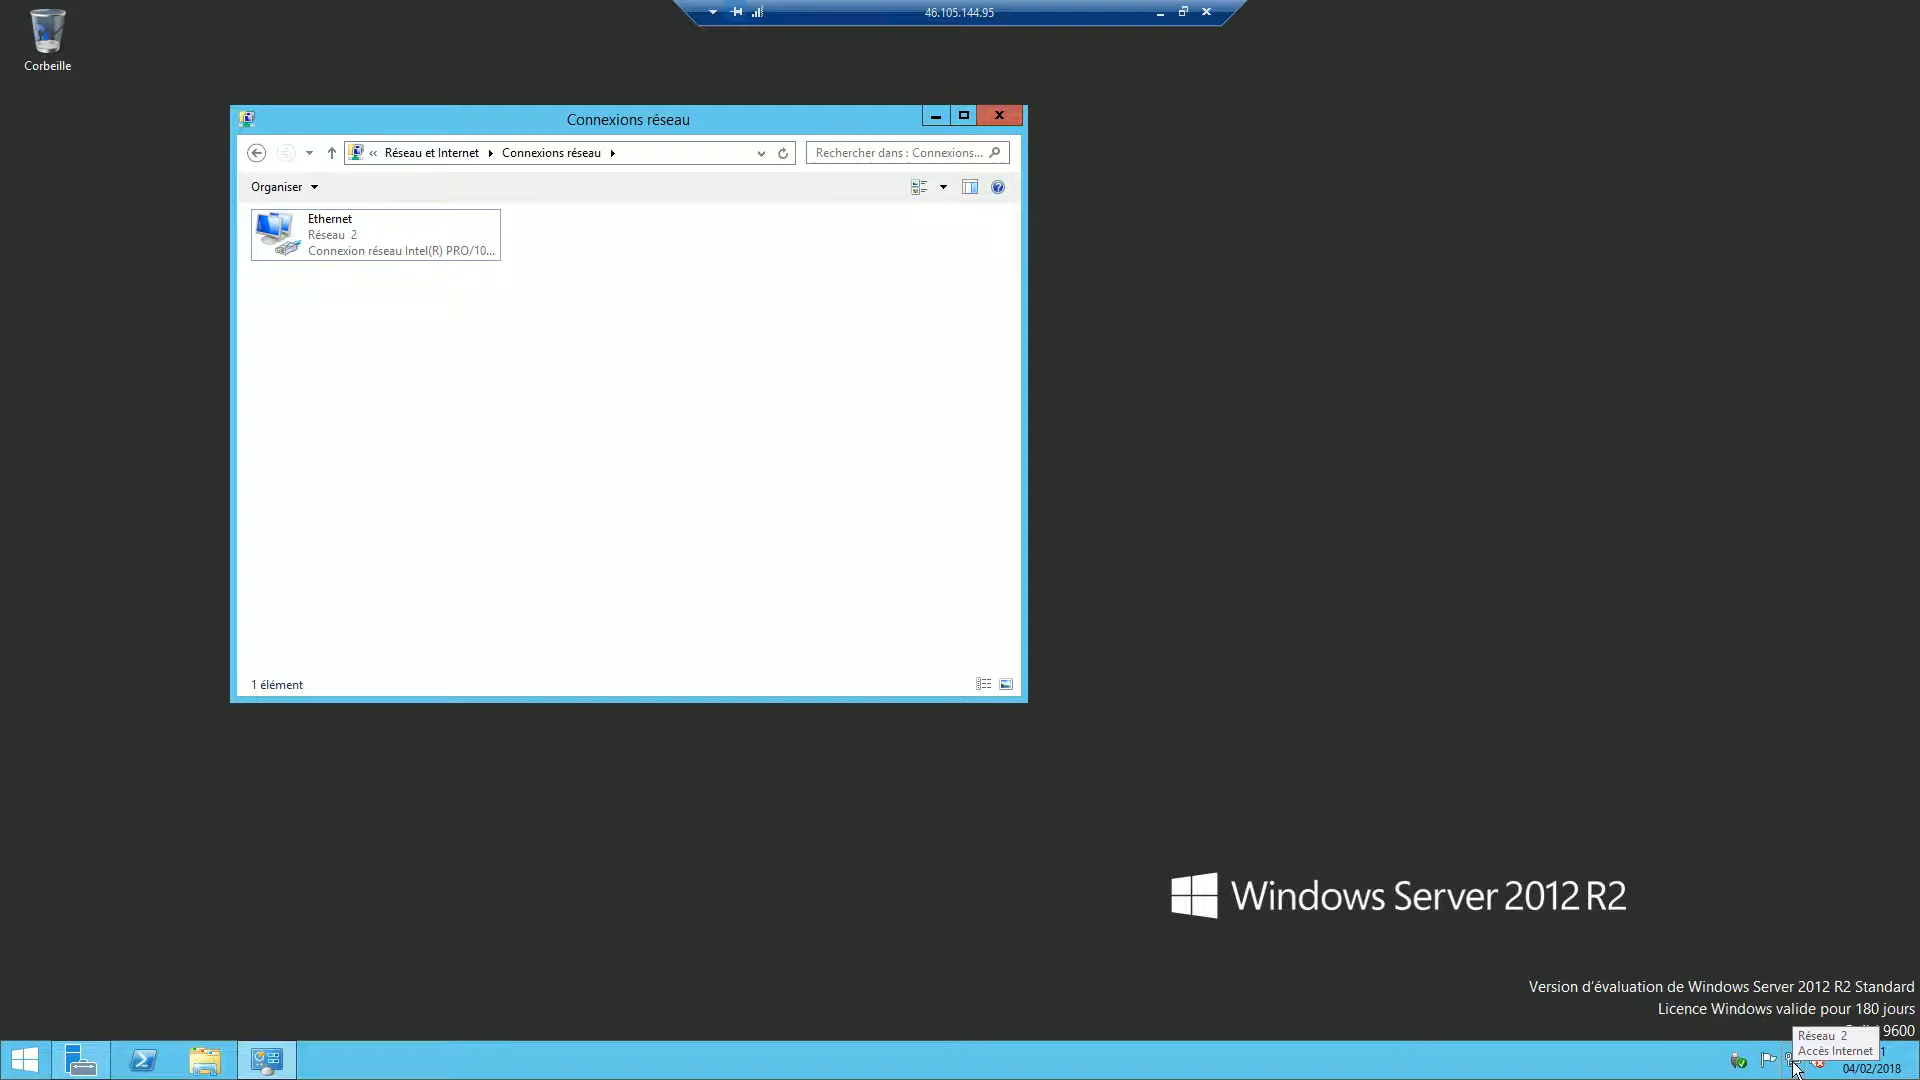 46.105.144.95
Corbeille
Connexions réseau
« Réseau et Internet Connexions réseau
Rechercher dans : Connexions...
Organiser
Ethernet
Réseau 2
Connexion réseau Intel(R) PRO/10...
1 élément
Windows Server 2012 R2
Version d'évaluation de Windows Server 2012 R2 Standard
Licence Windows valide pour 180 jours
9600
Réseau 2
Accès Internet
04/02/2018